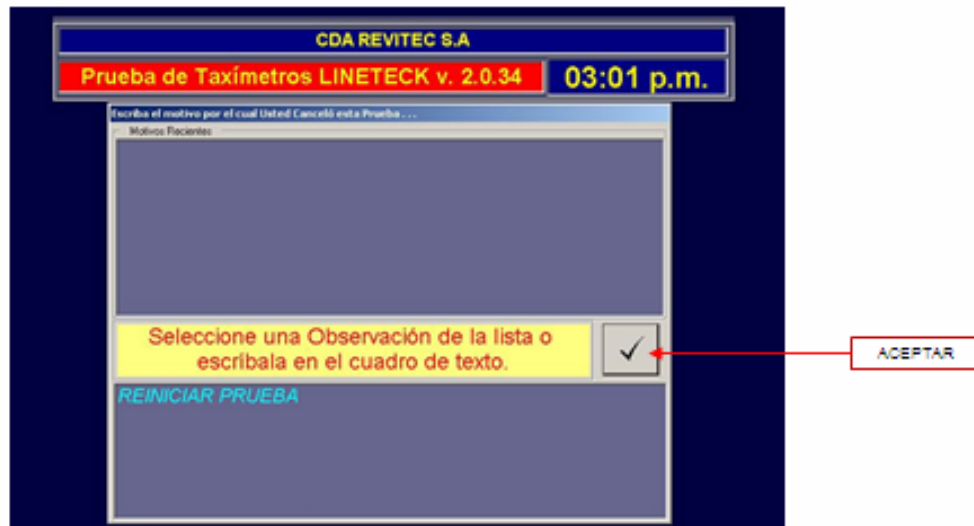 CDA REVITEC S.A
Prueba de Taxímetros LINETECK v. 2.0.34
03:01 p.m.
Escriba el motivo por el cual Usted Canceló esta Prueba . . .
Motivos Recientes
Seleccione una Observación de la lista o
escríbala en el cuadro de texto.
ACEPTAR
REINICIAR PRUEBA